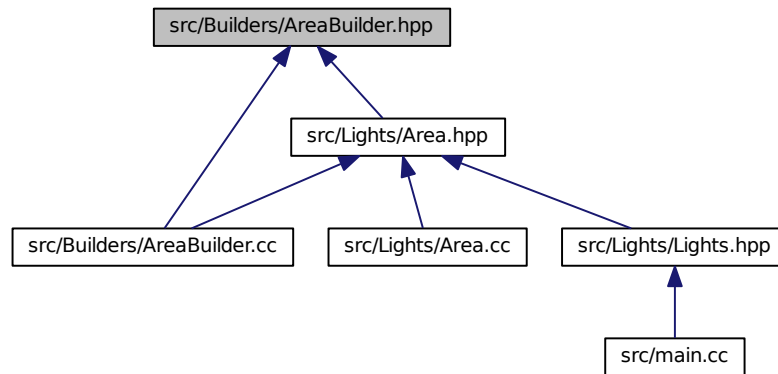 src/Builders/AreaBuilder.hpp
src/Lights/Area.hpp
src/Builders/AreaBuilder.cc
src/Lights/Area.cc
src/Lights/Lights.hpp
src/main.cc